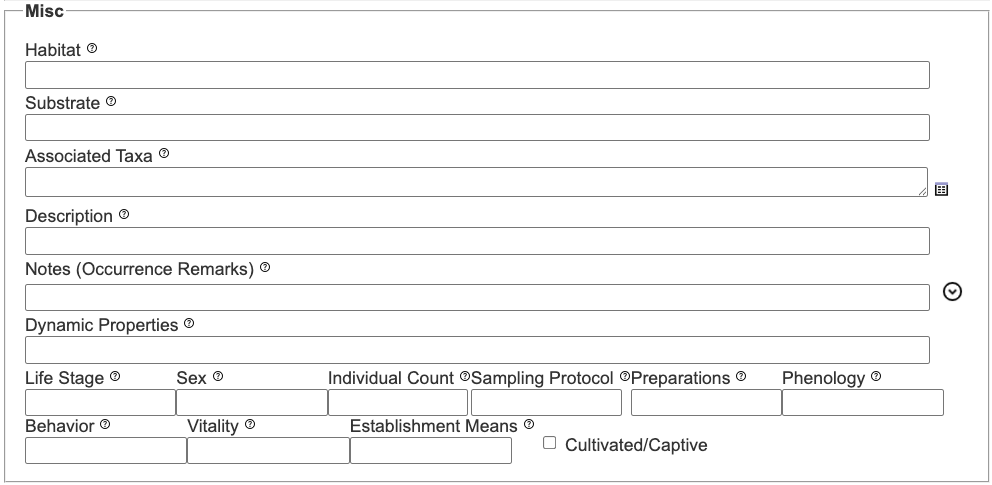 Misc
Habitat
Substrate
Associated Taxa
Description
Notes (Occurrence Remarks)
Dynamic Properties
Life Stage Sex Individual Count Sampling Protocol Preparations Phenology
Behavior Vitality Establishment Means Cultivated/Captive